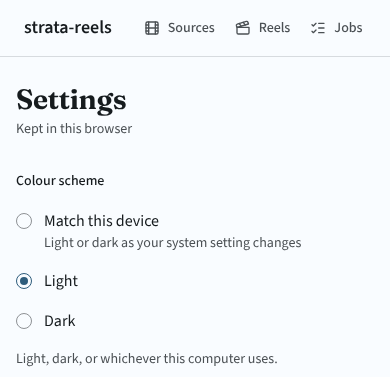 strata-reels Sources Reels Jobs
Settings
Kept in this browser
Colour scheme
Match this device
Light or dark as your system setting changes
Light
Dark
Light, dark, or whichever this computer uses.